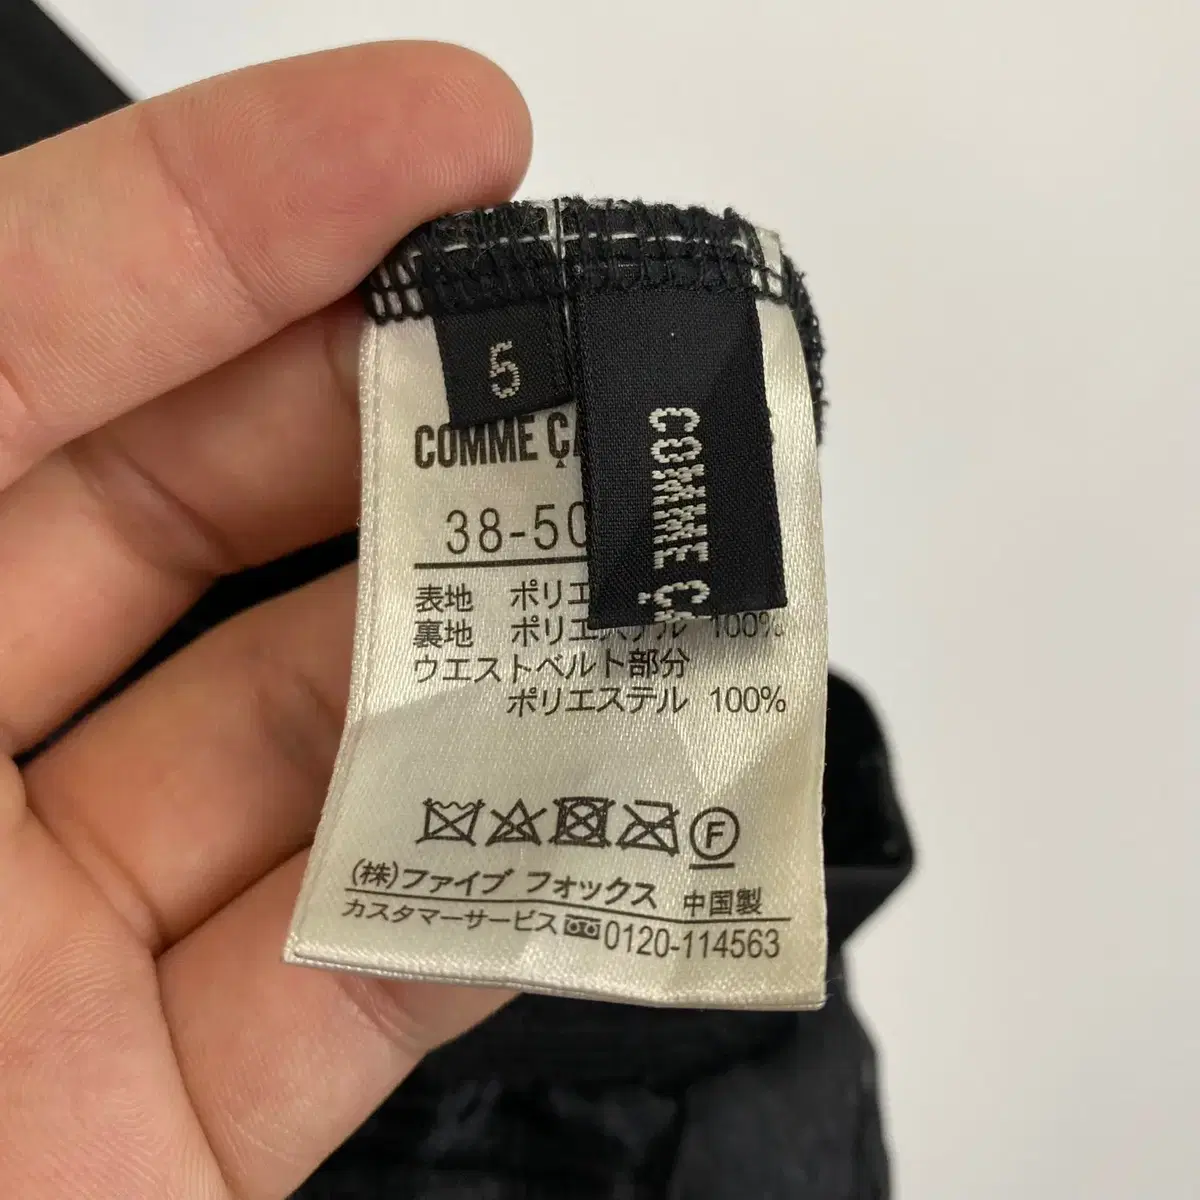 5
COMME ÇA
COMME ÇA
38-50
表地 ポリエ
裏地 ポリエステル 100%
ウエストベルト部分
ポリエステル 100%
F
(株)ファイブ フォックス 中国製
カスタマーサービス 0120-114563